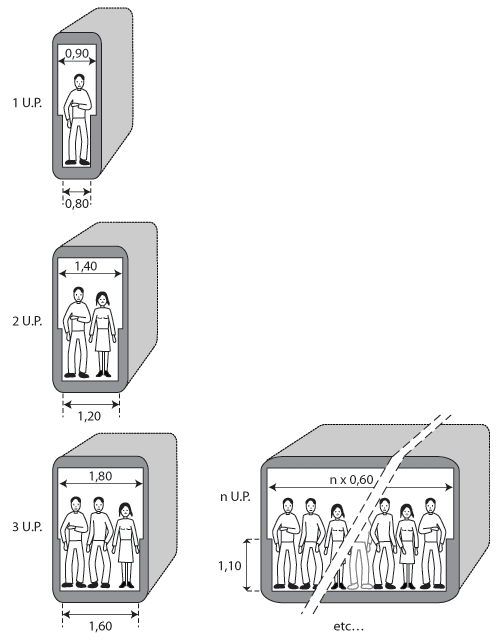 0,90
1 U.P.
0,80
1,40
2 U.P.
1,20
1,80
3 U.P.
1,60
n x 0,60
n U.P.
1,10
etc...